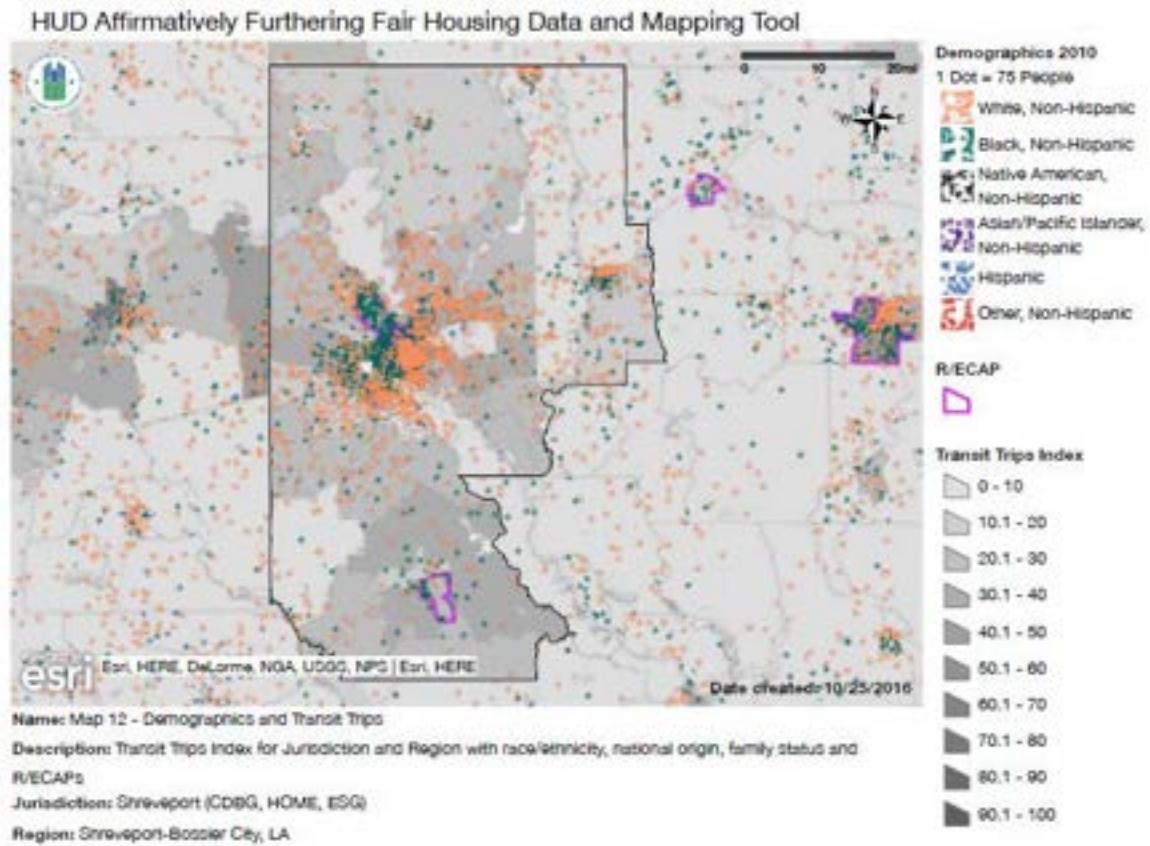 HUD Affirmatively Furthering Fair Housing Data and Mapping Tool
0 10 20mi
N
W E
S
Demographics 2010
1 Dot = 75 People
White, Non-Hispanic
Black, Non-Hispanic
Native American,
Non-Hispanic
Asian/Pacific Islander,
Non-Hispanic
Hispanic
Other, Non-Hispanic
R/ECAP
Transit Trips Index
0 - 10
10.1 - 20
20.1 - 30
30.1 - 40
40.1 - 50
50.1 - 60
60.1 - 70
70.1 - 80
80.1 - 90
90.1 - 100
esri Esri, HERE, DeLorme, NGA, USGS, NPS | Esri, HERE
Date created: 10/25/2016
Name: Map 12 - Demographics and Transit Trips
Description: Transit Trips Index for Jurisdiction and Region with race/ethnicity, national origin, family status and
R/ECAPs
Jurisdiction: Shreveport (CDBG, HOME, ESG)
Region: Shreveport-Bossier City, LA